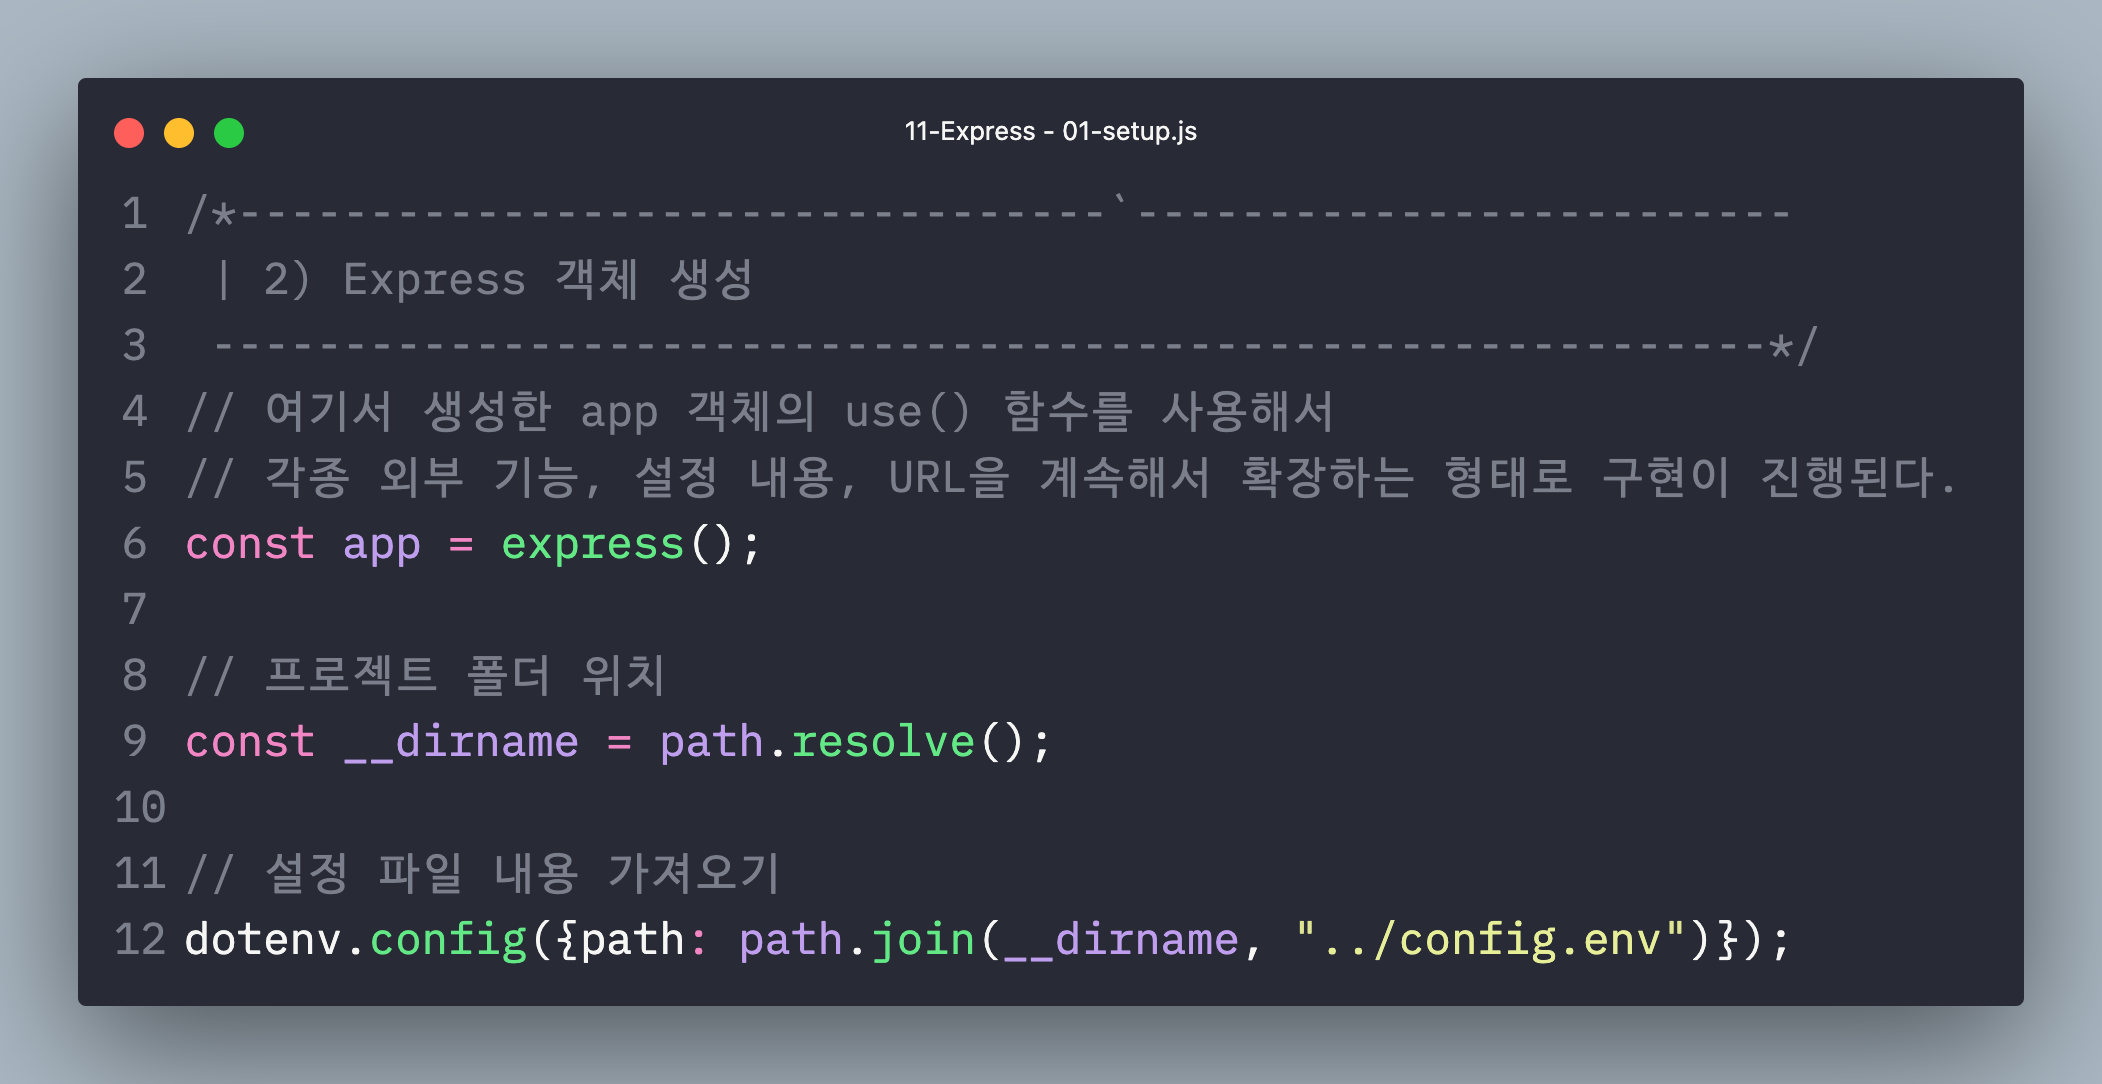 11-Express - 01-setup.js
1 /*---------------------------------`-------------------------
2  | 2) Express 객체 생성
3  -----------------------------------------------------------*/
4 // 여기서 생성한 app 객체의 use() 함수를 사용해서
5 // 각종 외부 기능, 설정 내용, URL을 계속해서 확장하는 형태로 구현이 진행된다.
6 const app = express();
7
8 // 프로젝트 폴더 위치
9 const __dirname = path.resolve();
10
11 // 설정 파일 내용 가져오기
12 dotenv.config({path: path.join(__dirname, "../config.env")});